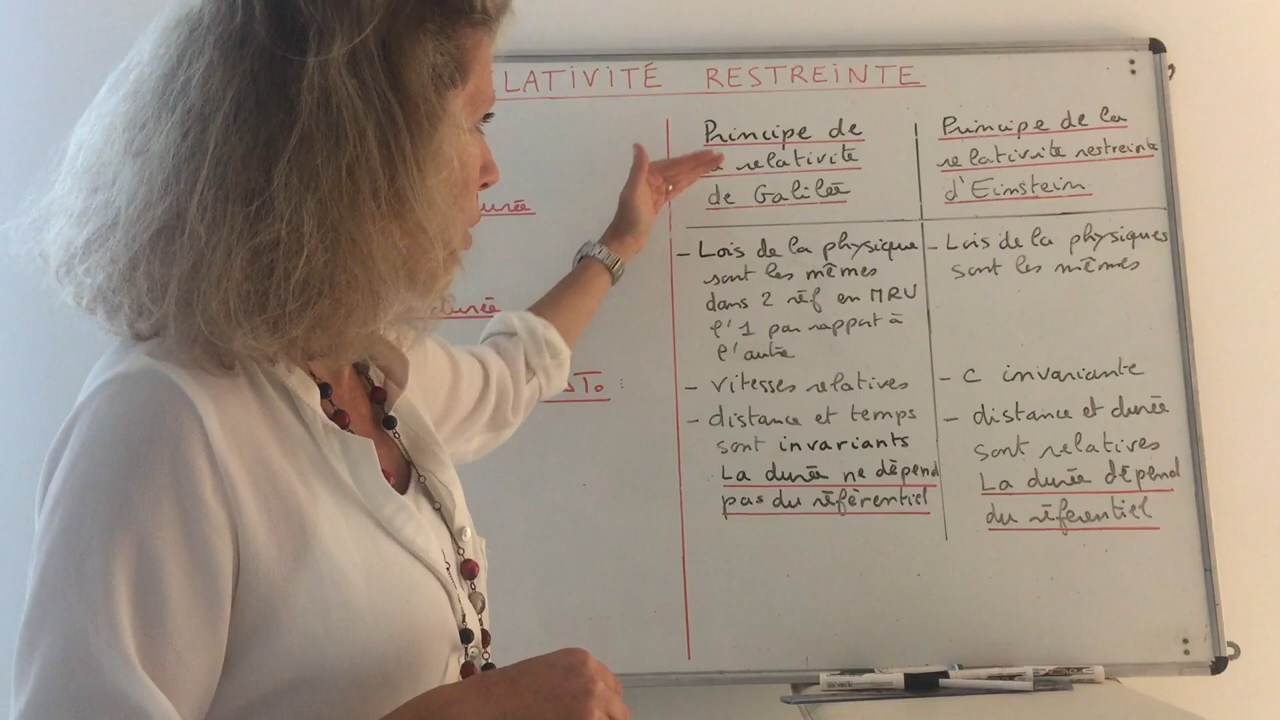 LATIVITÉ RESTREINTE
Principe de
relativité
de Galilée
Principe de la
relativité restreinte
d'Einstein
- Lois de la physique
sont les mêmes
dans 2 réf en MRU
l'1 par rapport à
l'autre
- vitesses relatives
- distance et temps
sont invariants
La durée ne dépend
pas du référentiel
- Lois de la physiques
sont les mêmes
- C invariante
- distance et durée
sont relatives
La durée dépend
du référentiel
durée
To :